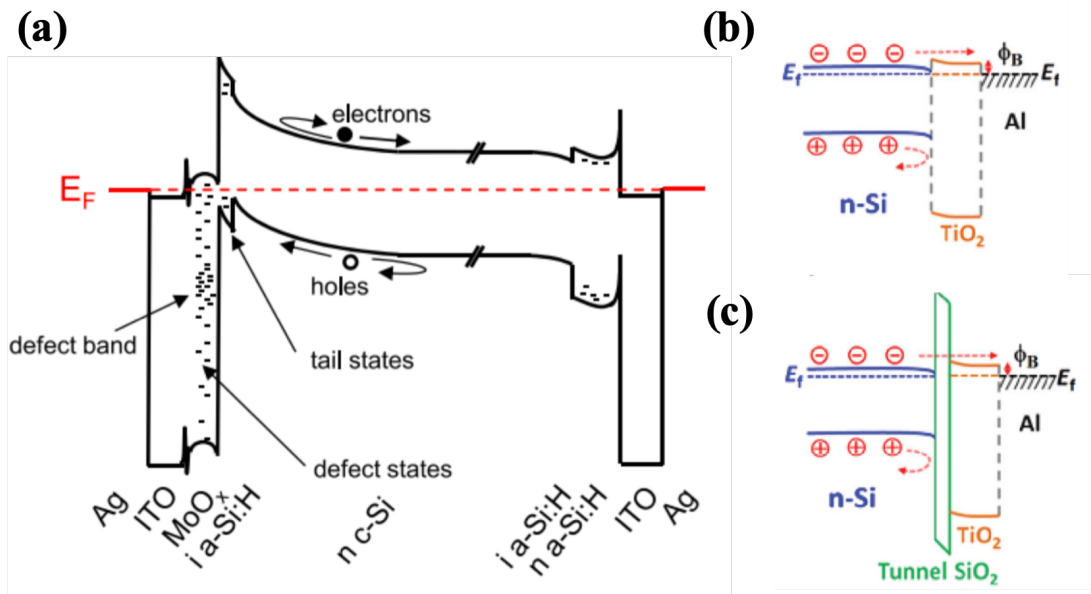 (a)
electrons
E_F
holes
defect band
tail states
defect states
Ag
ITO
MoOₓ
i a-Si:H
n c-Si
i a-Si:H
n a-Si:H
ITO
Ag
(b)
ϕ_B
E_f
E_f
Al
n-Si
TiO₂
(c)
ϕ_B
E_f
E_f
Al
n-Si
TiO₂
Tunnel SiO₂